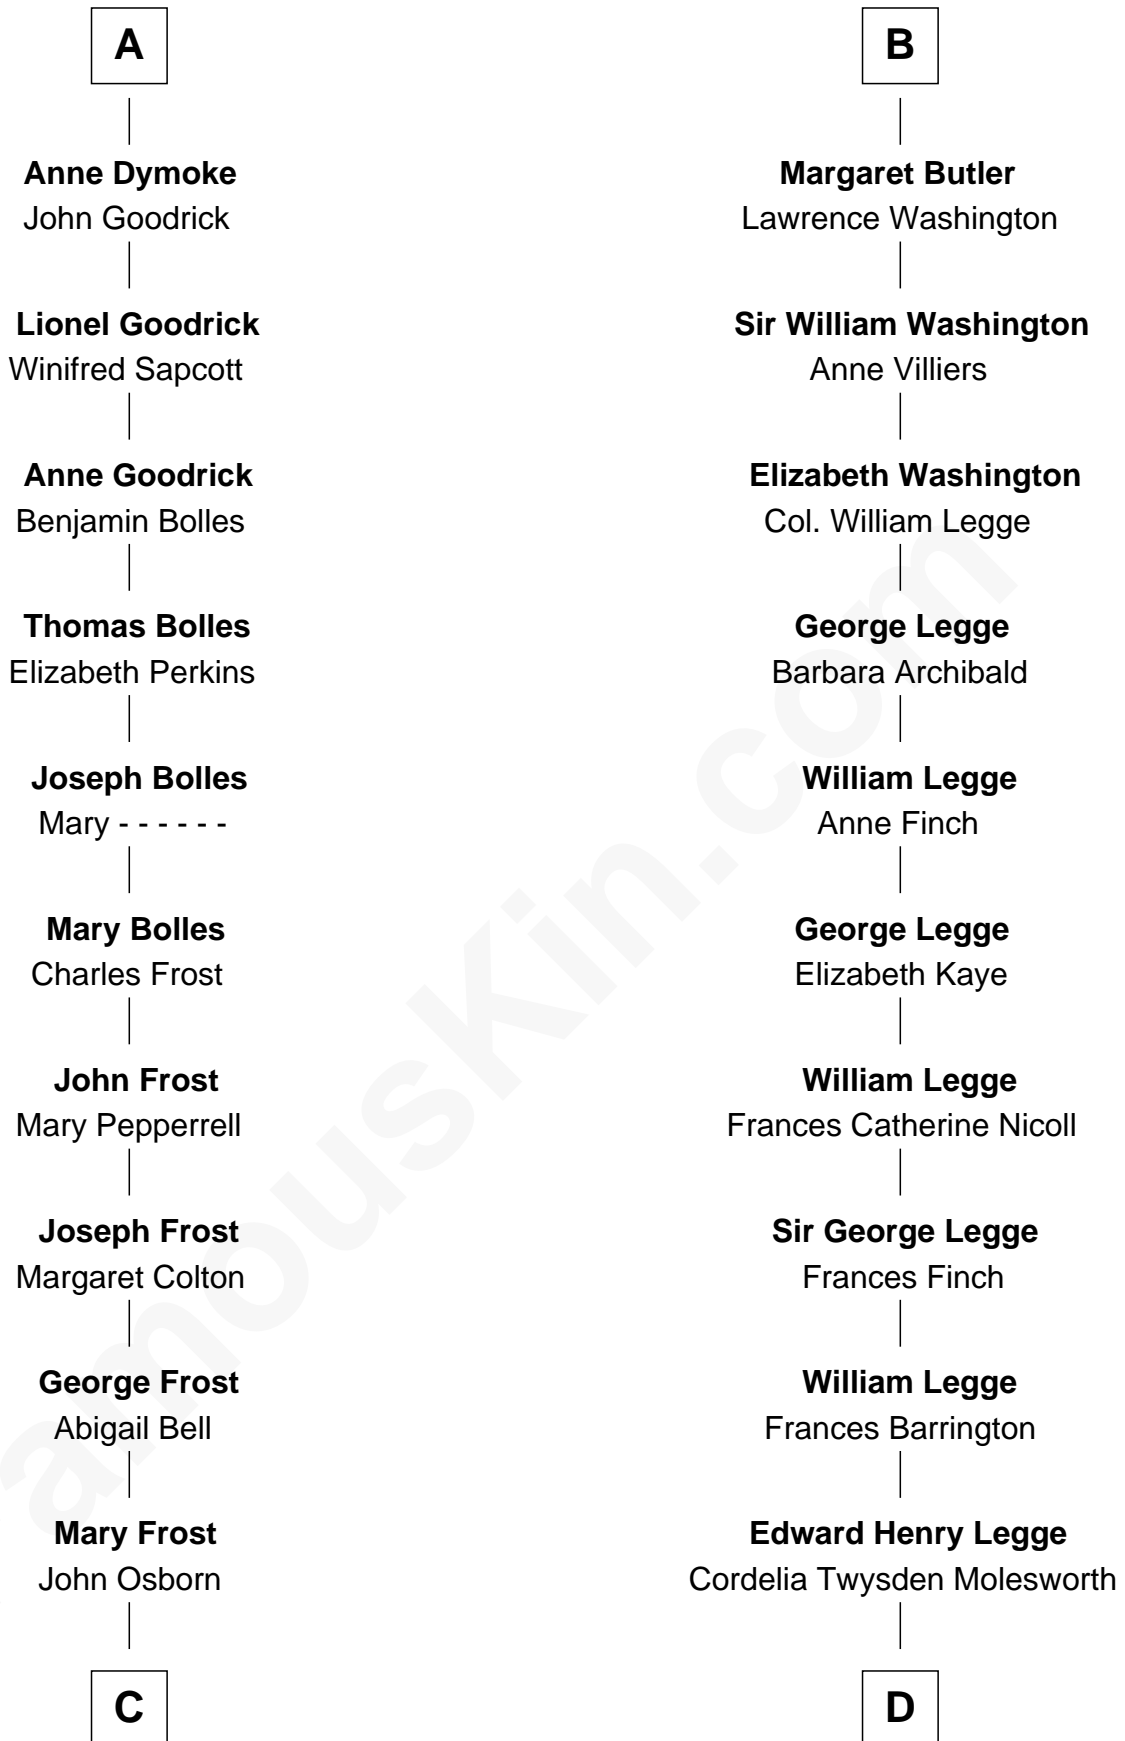 A
Anne Dymoke
John Goodrick
Lionel Goodrick
Winifred Sapcott
Anne Goodrick
Benjamin Bolles
Thomas Bolles
Elizabeth Perkins
Joseph Bolles
Mary - - - - - -
Mary Bolles
Charles Frost
John Frost
Mary Pepperrell
Joseph Frost
Margaret Colton
George Frost
Abigail Bell
Mary Frost
John Osborn
C
B
Margaret Butler
Lawrence Washington
Sir William Washington
Anne Villiers
Elizabeth Washington
Col. William Legge
George Legge
Barbara Archibald
William Legge
Anne Finch
George Legge
Elizabeth Kaye
William Legge
Frances Catherine Nicoll
Sir George Legge
Frances Finch
William Legge
Frances Barrington
Edward Henry Legge
Cordelia Twysden Molesworth
D
amousKin.com